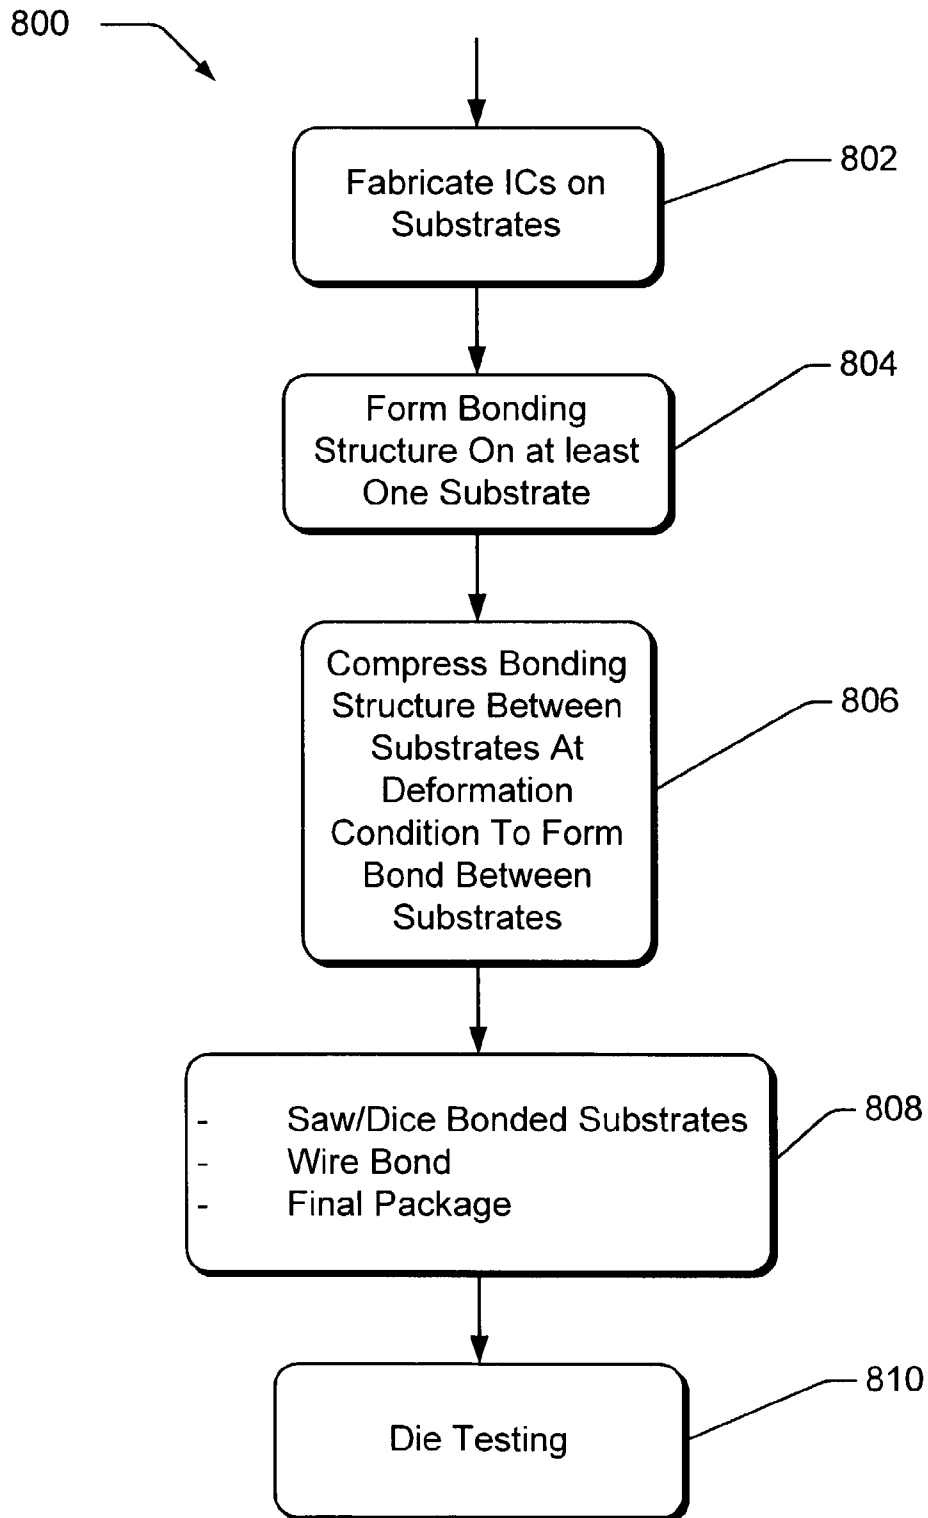 800
Fabricate ICs on
Substrates
802
Form Bonding
Structure On at least
One Substrate
804
Compress Bonding
Structure Between
Substrates At
Deformation
Condition To Form
Bond Between
Substrates
806
- Saw/Dice Bonded Substrates
- Wire Bond
- Final Package
808
Die Testing
810